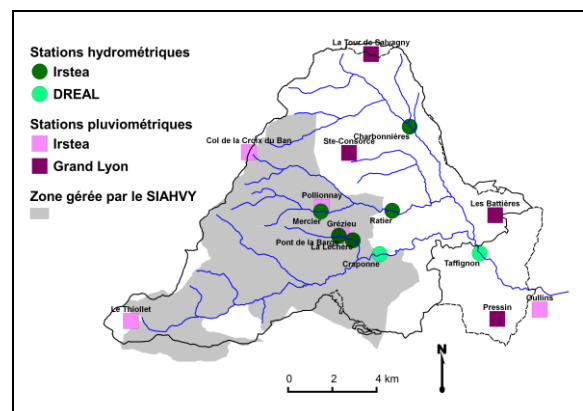 La Tour de Salvagny
Stations hydrométriques
Irstea
DREAL
Stations pluviométriques
Irstea
Grand Lyon
Zone gérée par le SIAHVY
Charbonnières
Col de la Croix du Ban
Ste-Consorce
Pollionnay
Mercier
Grézieu
Ratier
Les Battières
Pont de la Barge
La Léchère
Craponne
Taffignon
Oullins
Le Thiollet
Pressin
N
0 2 4 km